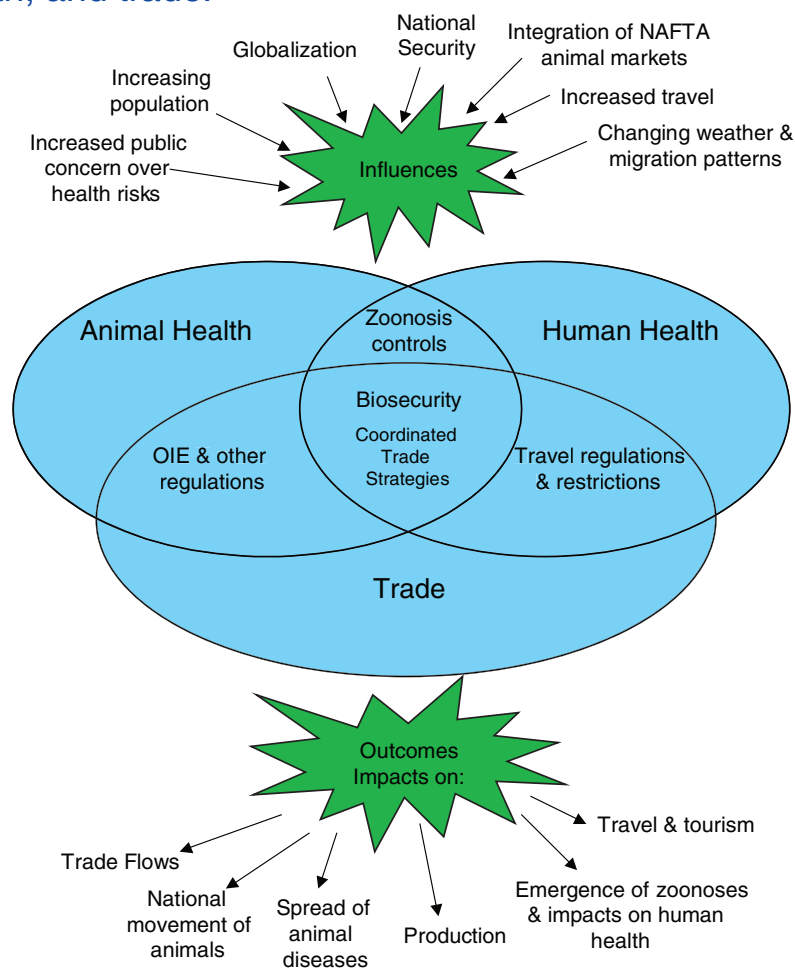 and trade.
Globalization
National
Security
Integration of NAFTA
animal markets
Increasing
population
Increased travel
Increased public
concern over
health risks
Changing weather &
migration patterns
Influences
Animal Health
Zoonosis
controls
Human Health
Biosecurity
Coordinated
Trade
Strategies
OIE & other
regulations
Travel regulations
& restrictions
Trade
Outcomes
Impacts on:
Trade Flows
National
movement of
animals
Spread of
animal
diseases
Production
Emergence of zoonoses
& impacts on human
health
Travel & tourism